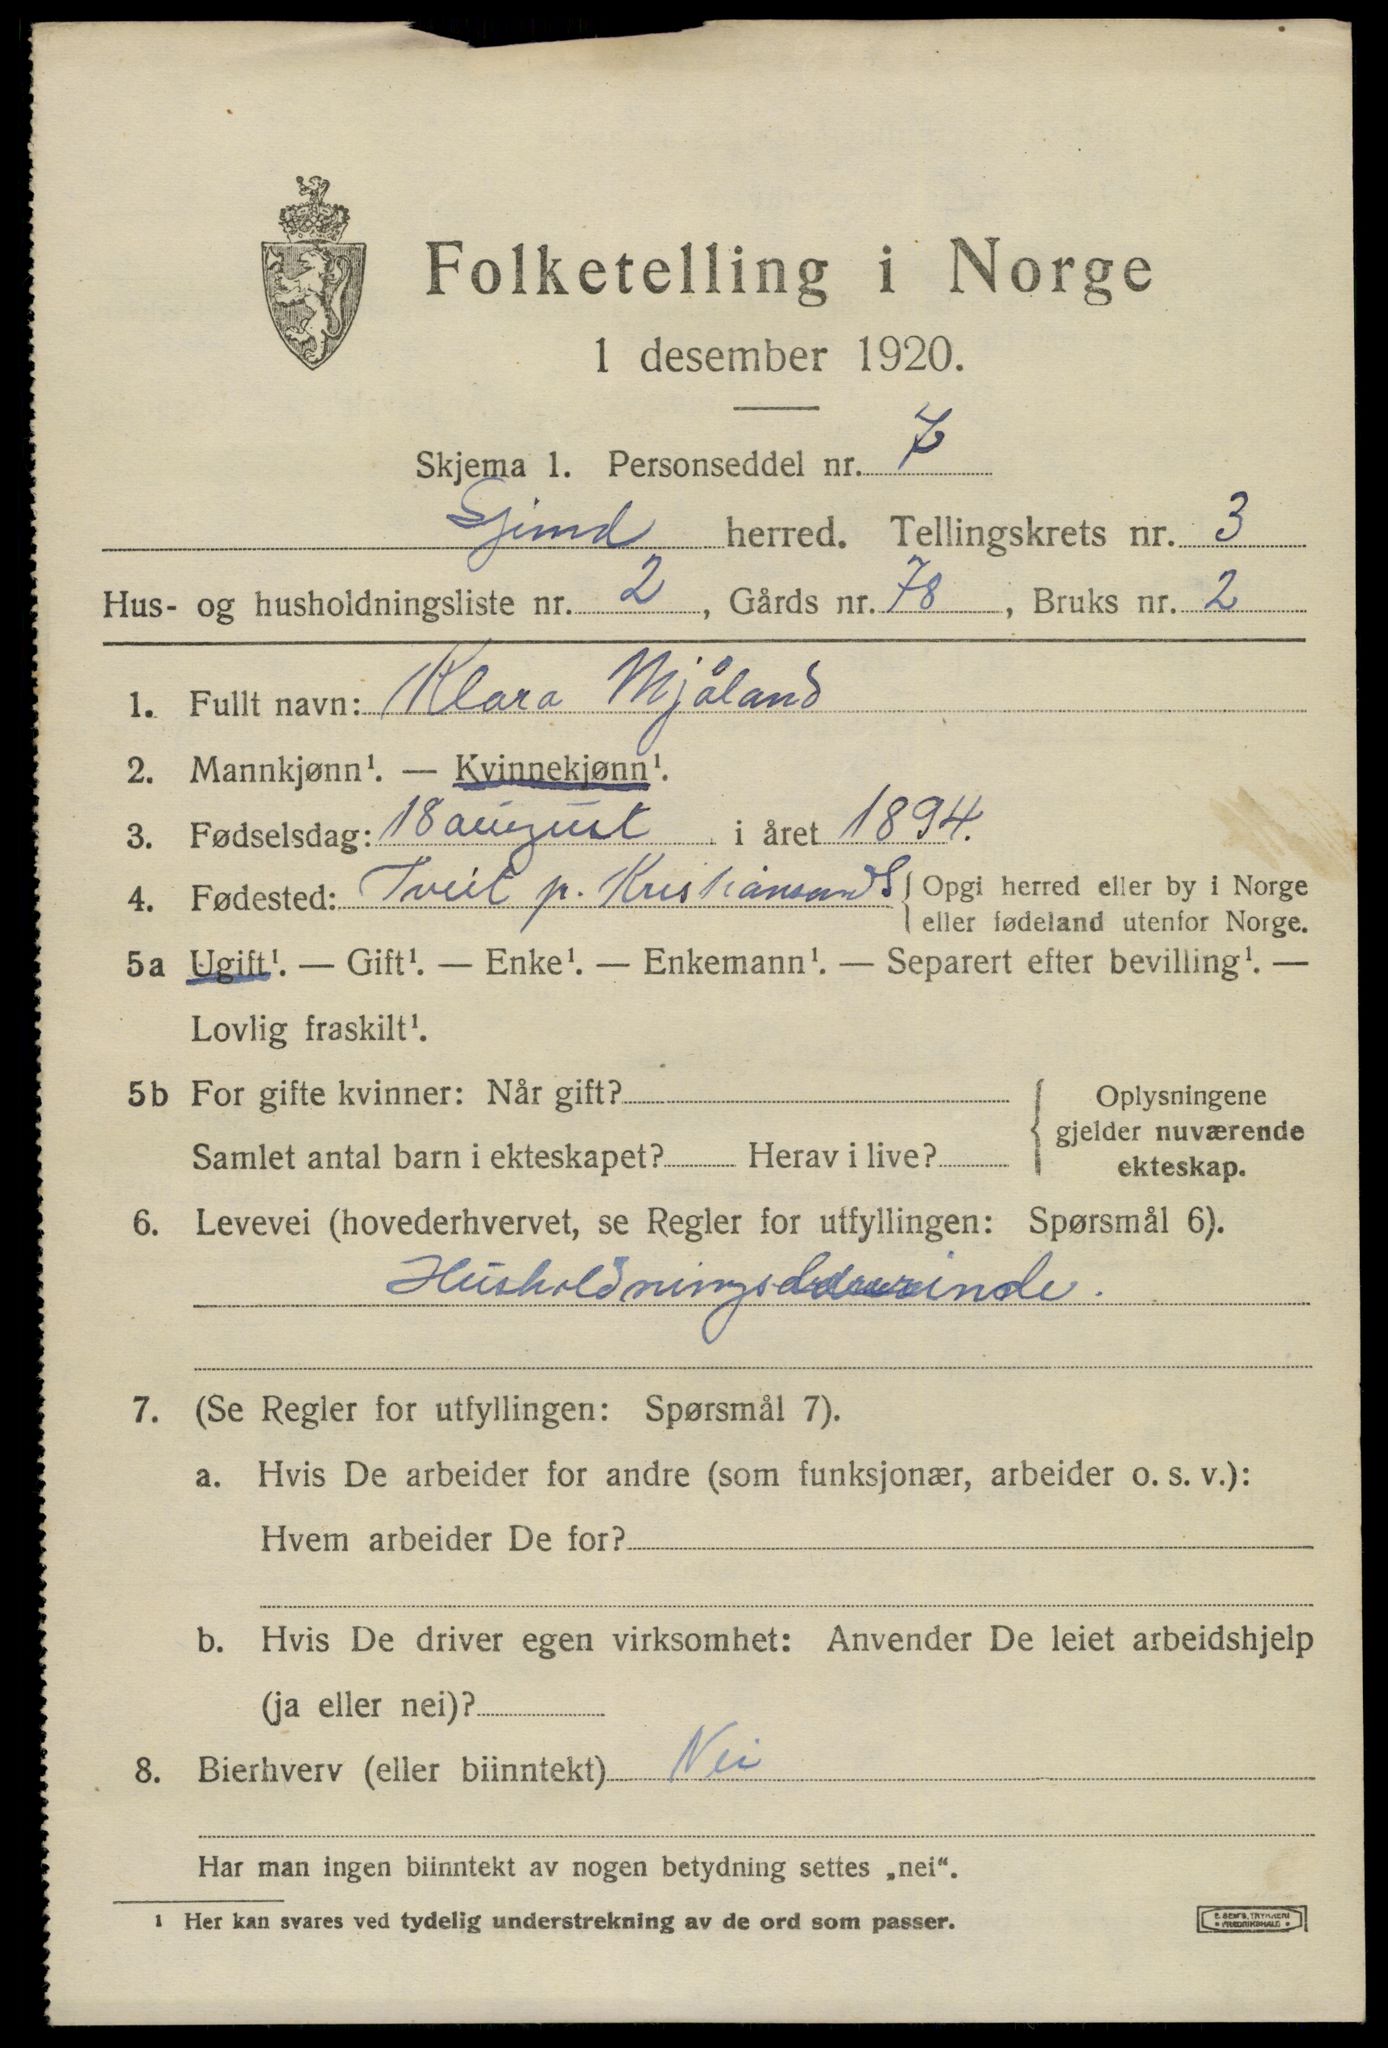 Folketelling i Norge
1 desember 1920.
Skjema 1. Personseddel nr. 7
herred. Tellingskrets nr. 3
Hus- og husholdningsliste nr. 2, Gårds nr. 78, Bruks nr. 2
1. Fullt navn: Klara Mjåland
2. Mannkjønn¹. — Kvinnekjønn¹.
3. Fødselsdag: 18 august i året 1894.
4. Fødested: Tveit p. Kristiansand S { Opgi herred eller by i Norge
eller fødeland utenfor Norge.
5a Ugift¹. — Gift¹. — Enke¹. — Enkemann¹. — Separert efter bevilling¹. —
Lovlig fraskilt¹.
5b For gifte kvinner: Når gift?
Samlet antal barn i ekteskapet? Herav i live?
{ Oplysningene
gjelder nuværende
ekteskap.
6. Levevei (hovederhvervet, se Regler for utfyllingen: Spørsmål 6).
7. (Se Regler for utfyllingen: Spørsmål 7).
a. Hvis De arbeider for andre (som funksjonær, arbeider o. s. v.):
Hvem arbeider De for?
b. Hvis De driver egen virksomhet: Anvender De leiet arbeidshjelp
(ja eller nei)?
8. Bierhverv (eller biinntekt) Nei
Har man ingen biinntekt av nogen betydning settes „nei“.
¹ Her kan svares ved tydelig understrekning av de ord som passer.